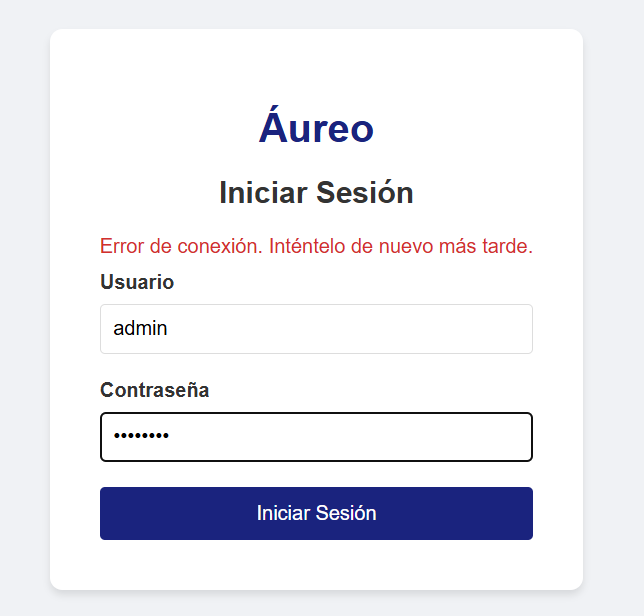 Áureo
Iniciar Sesión
Error de conexión. Inténtelo de nuevo más tarde.
Usuario
admin
Contraseña
••••••••
Iniciar Sesión